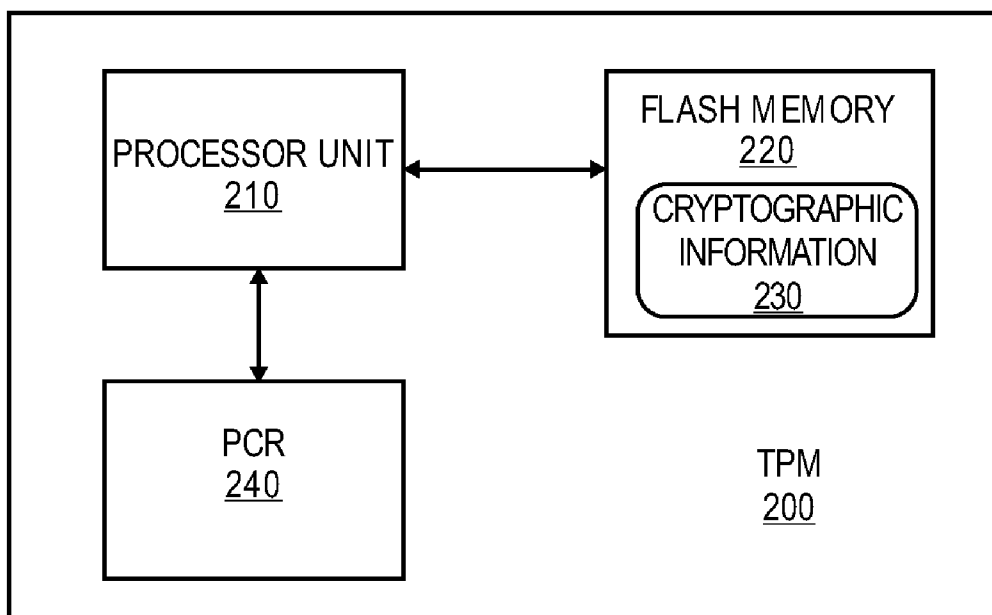 PROCESSOR UNIT
210
FLASH MEMORY
220
CRYPTOGRAPHIC
INFORMATION
230
PCR
240
TPM
200